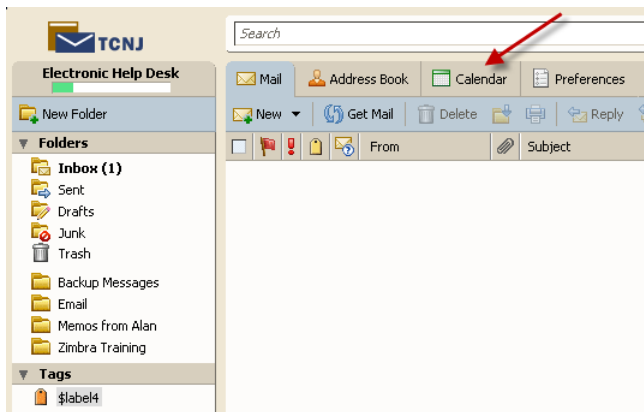 TCNJ
Search
Electronic Help Desk
Mail Address Book Calendar Preferences
New Folder
New Get Mail Delete Reply
Folders
From Subject
Inbox (1)
Sent
Drafts
Junk
Trash
Backup Messages
Email
Memos from Alan
Zimbra Training
Tags
$label4